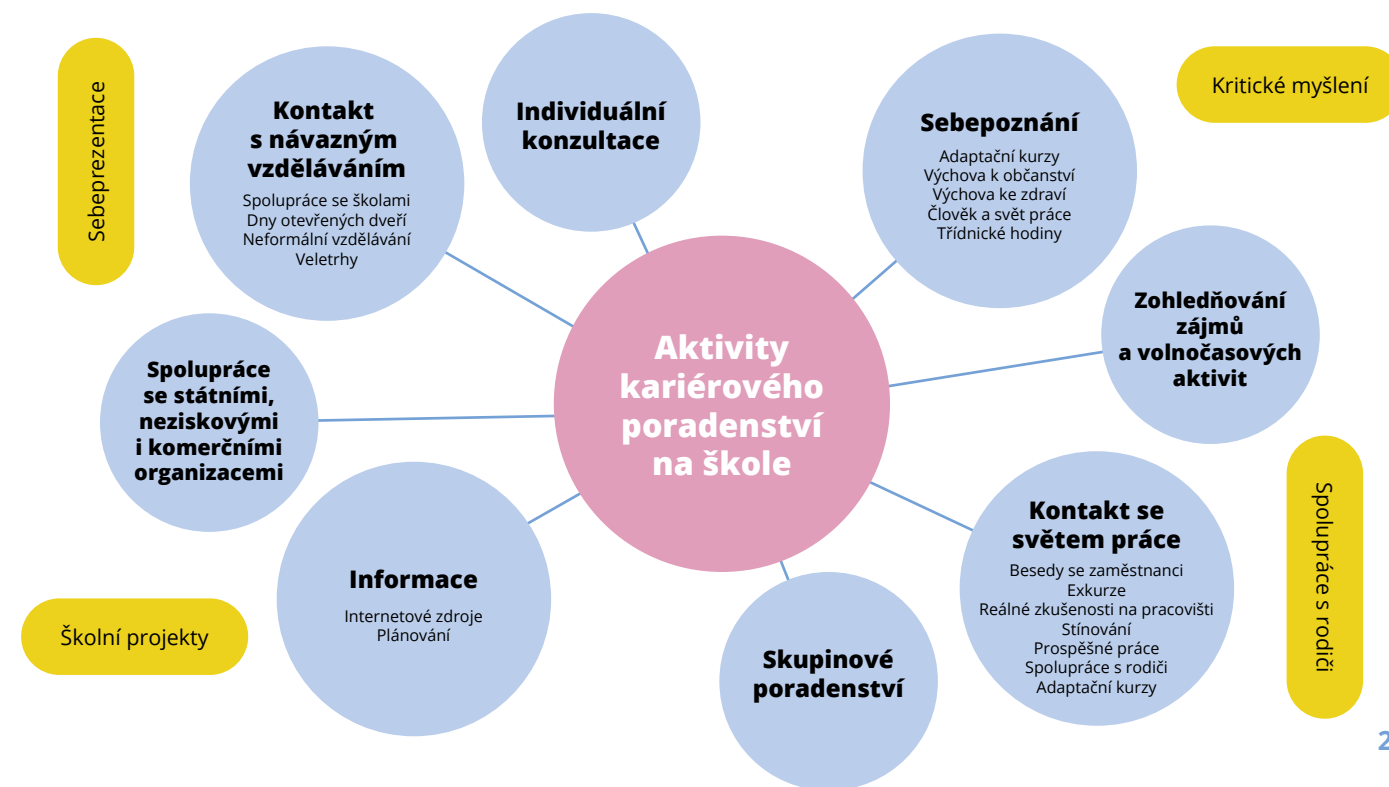 Sebeprezentace
Kontakt
s návazným
vzděláváním
Spolupráce se školami
Dny otevřených dveří
Neformální vzdělávání
Veletrhy
Individuální
konzultace
Sebepoznání
Adaptační kurzy
Výchova k občanství
Výchova ke zdraví
Člověk a svět práce
Třídnické hodiny
Kritické myšlení
Zohledňování
zájmů
a volnočasových
aktivit
Aktivity
kariérového
poradenství
na škole
Spolupráce
se státními,
neziskovými
i komerčními
organizacemi
Informace
Internetové zdroje
Plánování
Školní projekty
Skupinové
poradenství
Kontakt se
světem práce
Besedy se zaměstnanci
Exkurze
Reálné zkušenosti na pracovišti
Stínování
Prospěšné práce
Spolupráce s rodiči
Adaptační kurzy
Spolupráce s rodiči
2